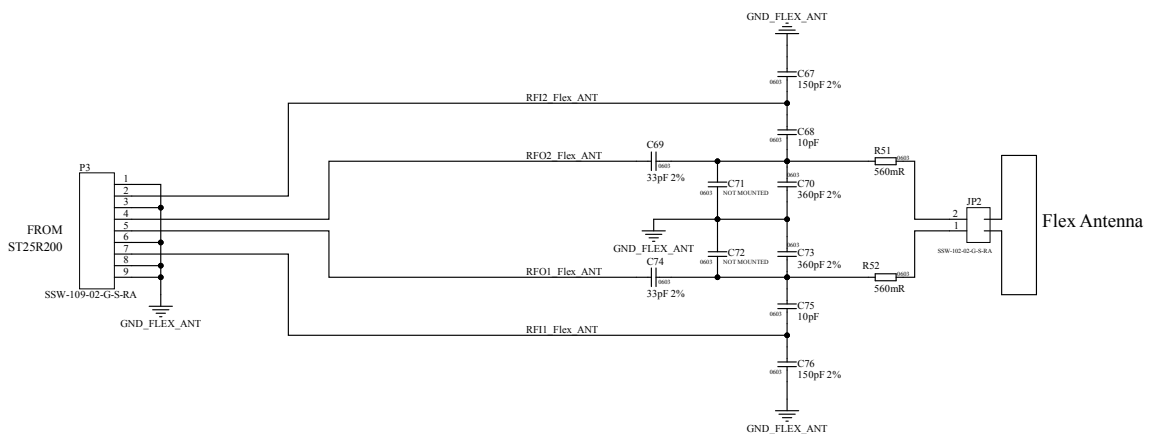 GND_FLEX_ANT
C67
0603
150pF 2%
RFI2_Flex_ANT
C68
0603
10pF
C69
RFO2_Flex_ANT
0603
33pF 2%
R51
0603
560mR
P3
1
2
3
4
5
6
7
8
9
FROM
ST25R200
SSW-109-02-G-S-RA
GND_FLEX_ANT
C71
0603
NOT MOUNTED
0603
C70
360pF 2%
GND_FLEX_ANT
C72
0603
NOT MOUNTED
0603
C73
360pF 2%
JP2
2
1
SSW-102-02-G-S-RA
Flex Antenna
C74
RFO1_Flex_ANT
0603
33pF 2%
R52
0603
560mR
C75
0603
10pF
RFI1_Flex_ANT
C76
0603
150pF 2%
GND_FLEX_ANT